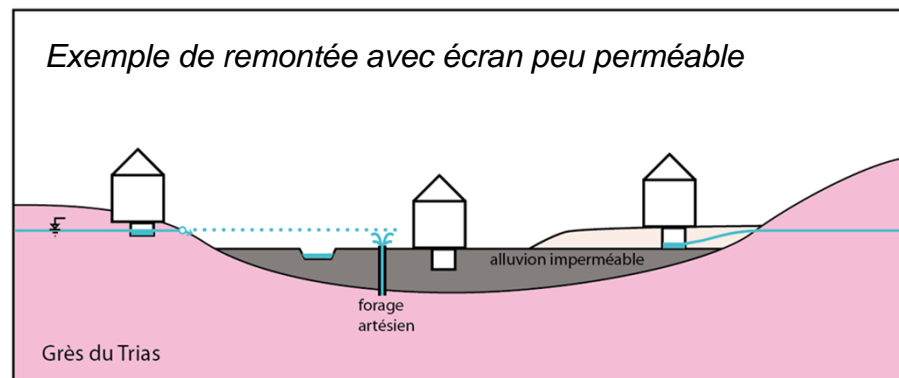 Exemple de remontée avec écran peu perméable
alluvion imperméable
forage
artésien
Grès du Trias